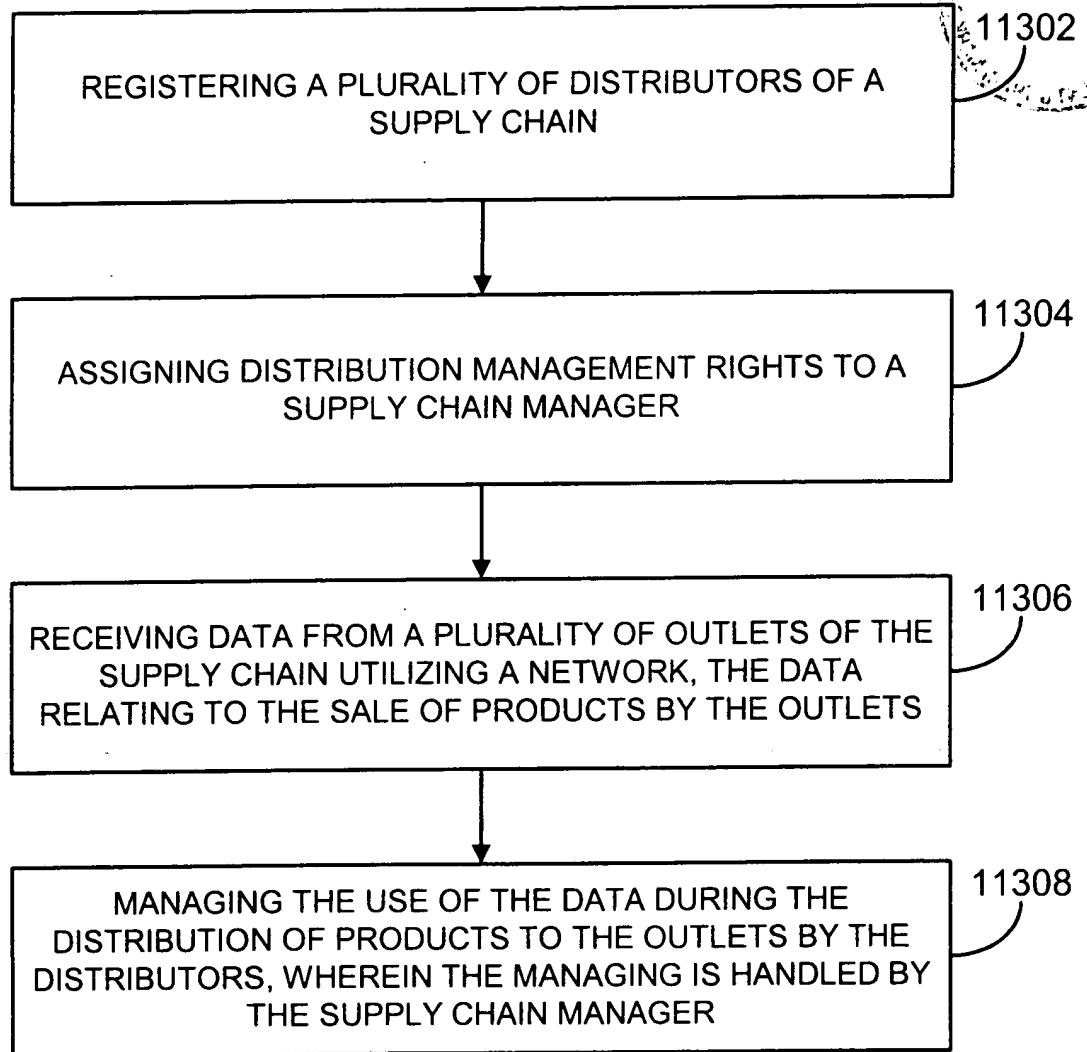 11302
REGISTERING A PLURALITY OF DISTRIBUTORS OF A
SUPPLY CHAIN
11304
ASSIGNING DISTRIBUTION MANAGEMENT RIGHTS TO A
SUPPLY CHAIN MANAGER
11306
RECEIVING DATA FROM A PLURALITY OF OUTLETS OF THE
SUPPLY CHAIN UTILIZING A NETWORK, THE DATA
RELATING TO THE SALE OF PRODUCTS BY THE OUTLETS
11308
MANAGING THE USE OF THE DATA DURING THE
DISTRIBUTION OF PRODUCTS TO THE OUTLETS BY THE
DISTRIBUTORS, WHEREIN THE MANAGING IS HANDLED BY
THE SUPPLY CHAIN MANAGER